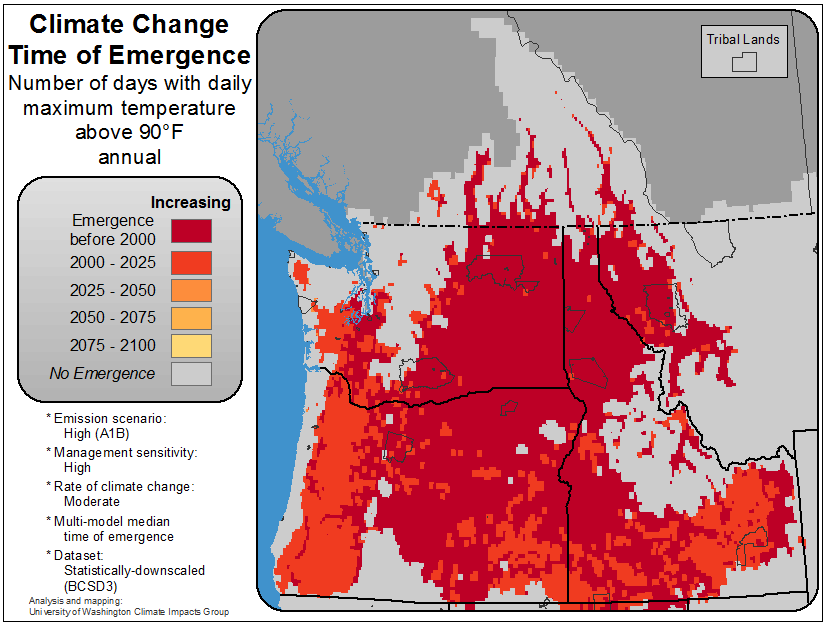 Climate Change
Time of Emergence
Number of days with daily
maximum temperature
above 90°F
annual
Increasing
Emergence
before 2000
2000 - 2025
2025 - 2050
2050 - 2075
2075 - 2100
No Emergence
* Emission scenario:
High (A1B)
* Management sensitivity:
High
* Rate of climate change:
Moderate
* Multi-model median
time of emergence
* Dataset:
Statistically-downscaled
(BCSD3)
Analysis and mapping:
University of Washington Climate Impacts Group
Tribal Lands